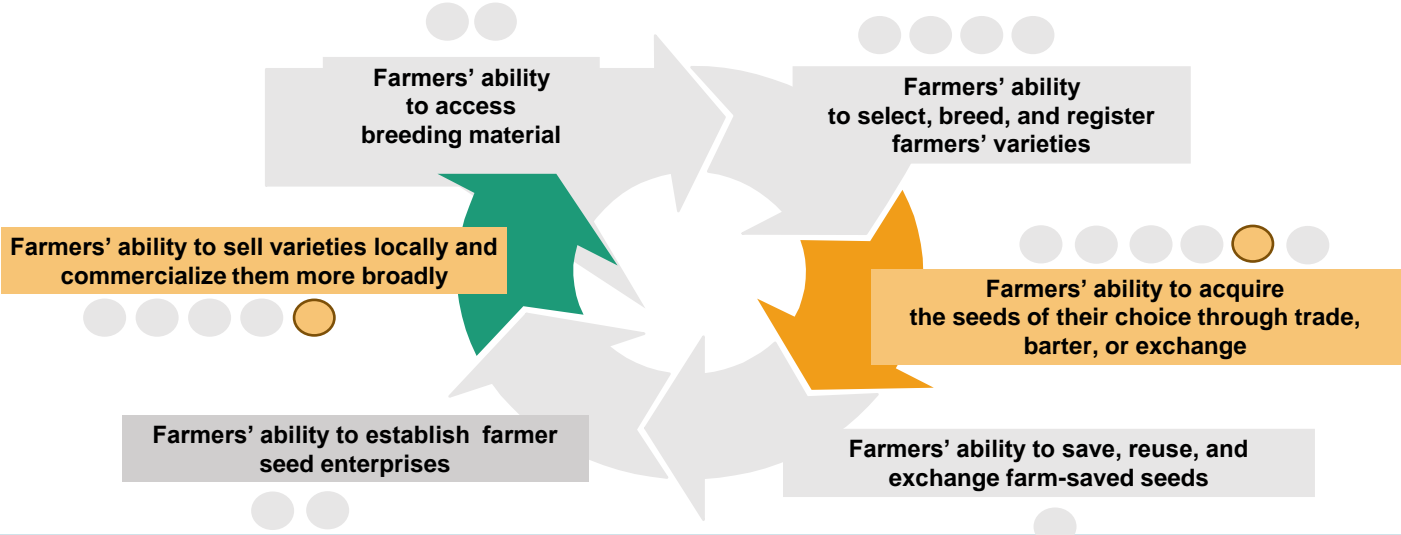 Farmers’ ability
to access
breeding material
Farmers’ ability
to select, breed, and register
farmers’ varieties
Farmers’ ability to sell varieties locally and
commercialize them more broadly
Farmers’ ability to acquire
the seeds of their choice through trade,
barter, or exchange
Farmers’ ability to establish farmer
seed enterprises
Farmers’ ability to save, reuse, and
exchange farm-saved seeds